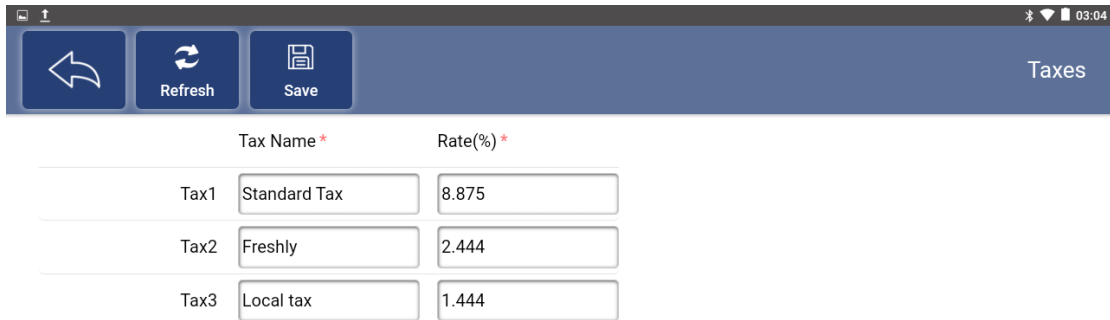 03:04
Refresh
Save
Taxes
Tax Name * Rate(%) *
Tax1 Standard Tax 8.875
Tax2 Freshly 2.444
Tax3 Local tax 1.444